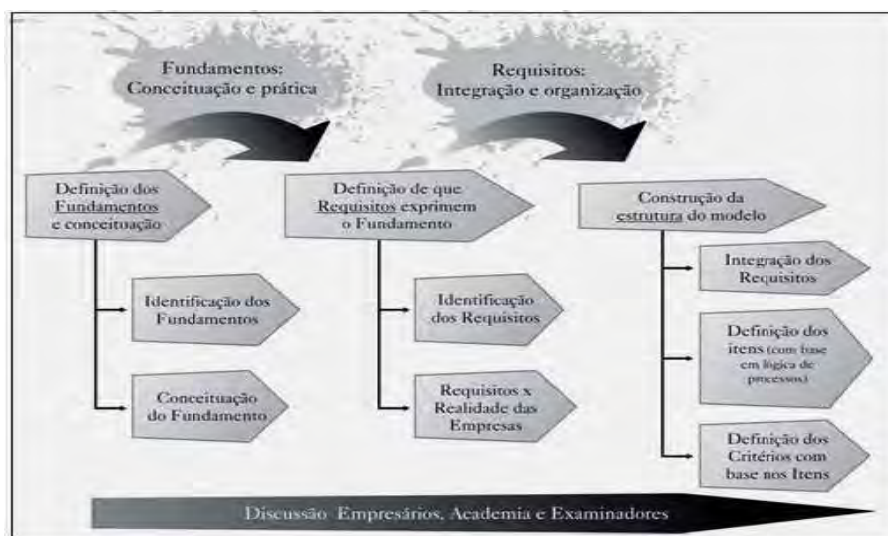 Fundamentos:
Conceituação e prática
Requisitos:
Integração e organização
Definição dos
Fundamentos
e conceituação
Identificação dos
Fundamentos
Conceituação
do Fundamento
Definição de que
Requisitos exprimem
o Fundamento
Identificação
dos Requisitos
Requisitos x
Realidade das
Empresas
Construção da
estrutura do modelo
Integração dos
Requisitos
Definição dos
itens (com base
em lógica de
processos)
Definição dos
Critérios com
base nos Itens
Discussão Empresários, Academia e Examinadores